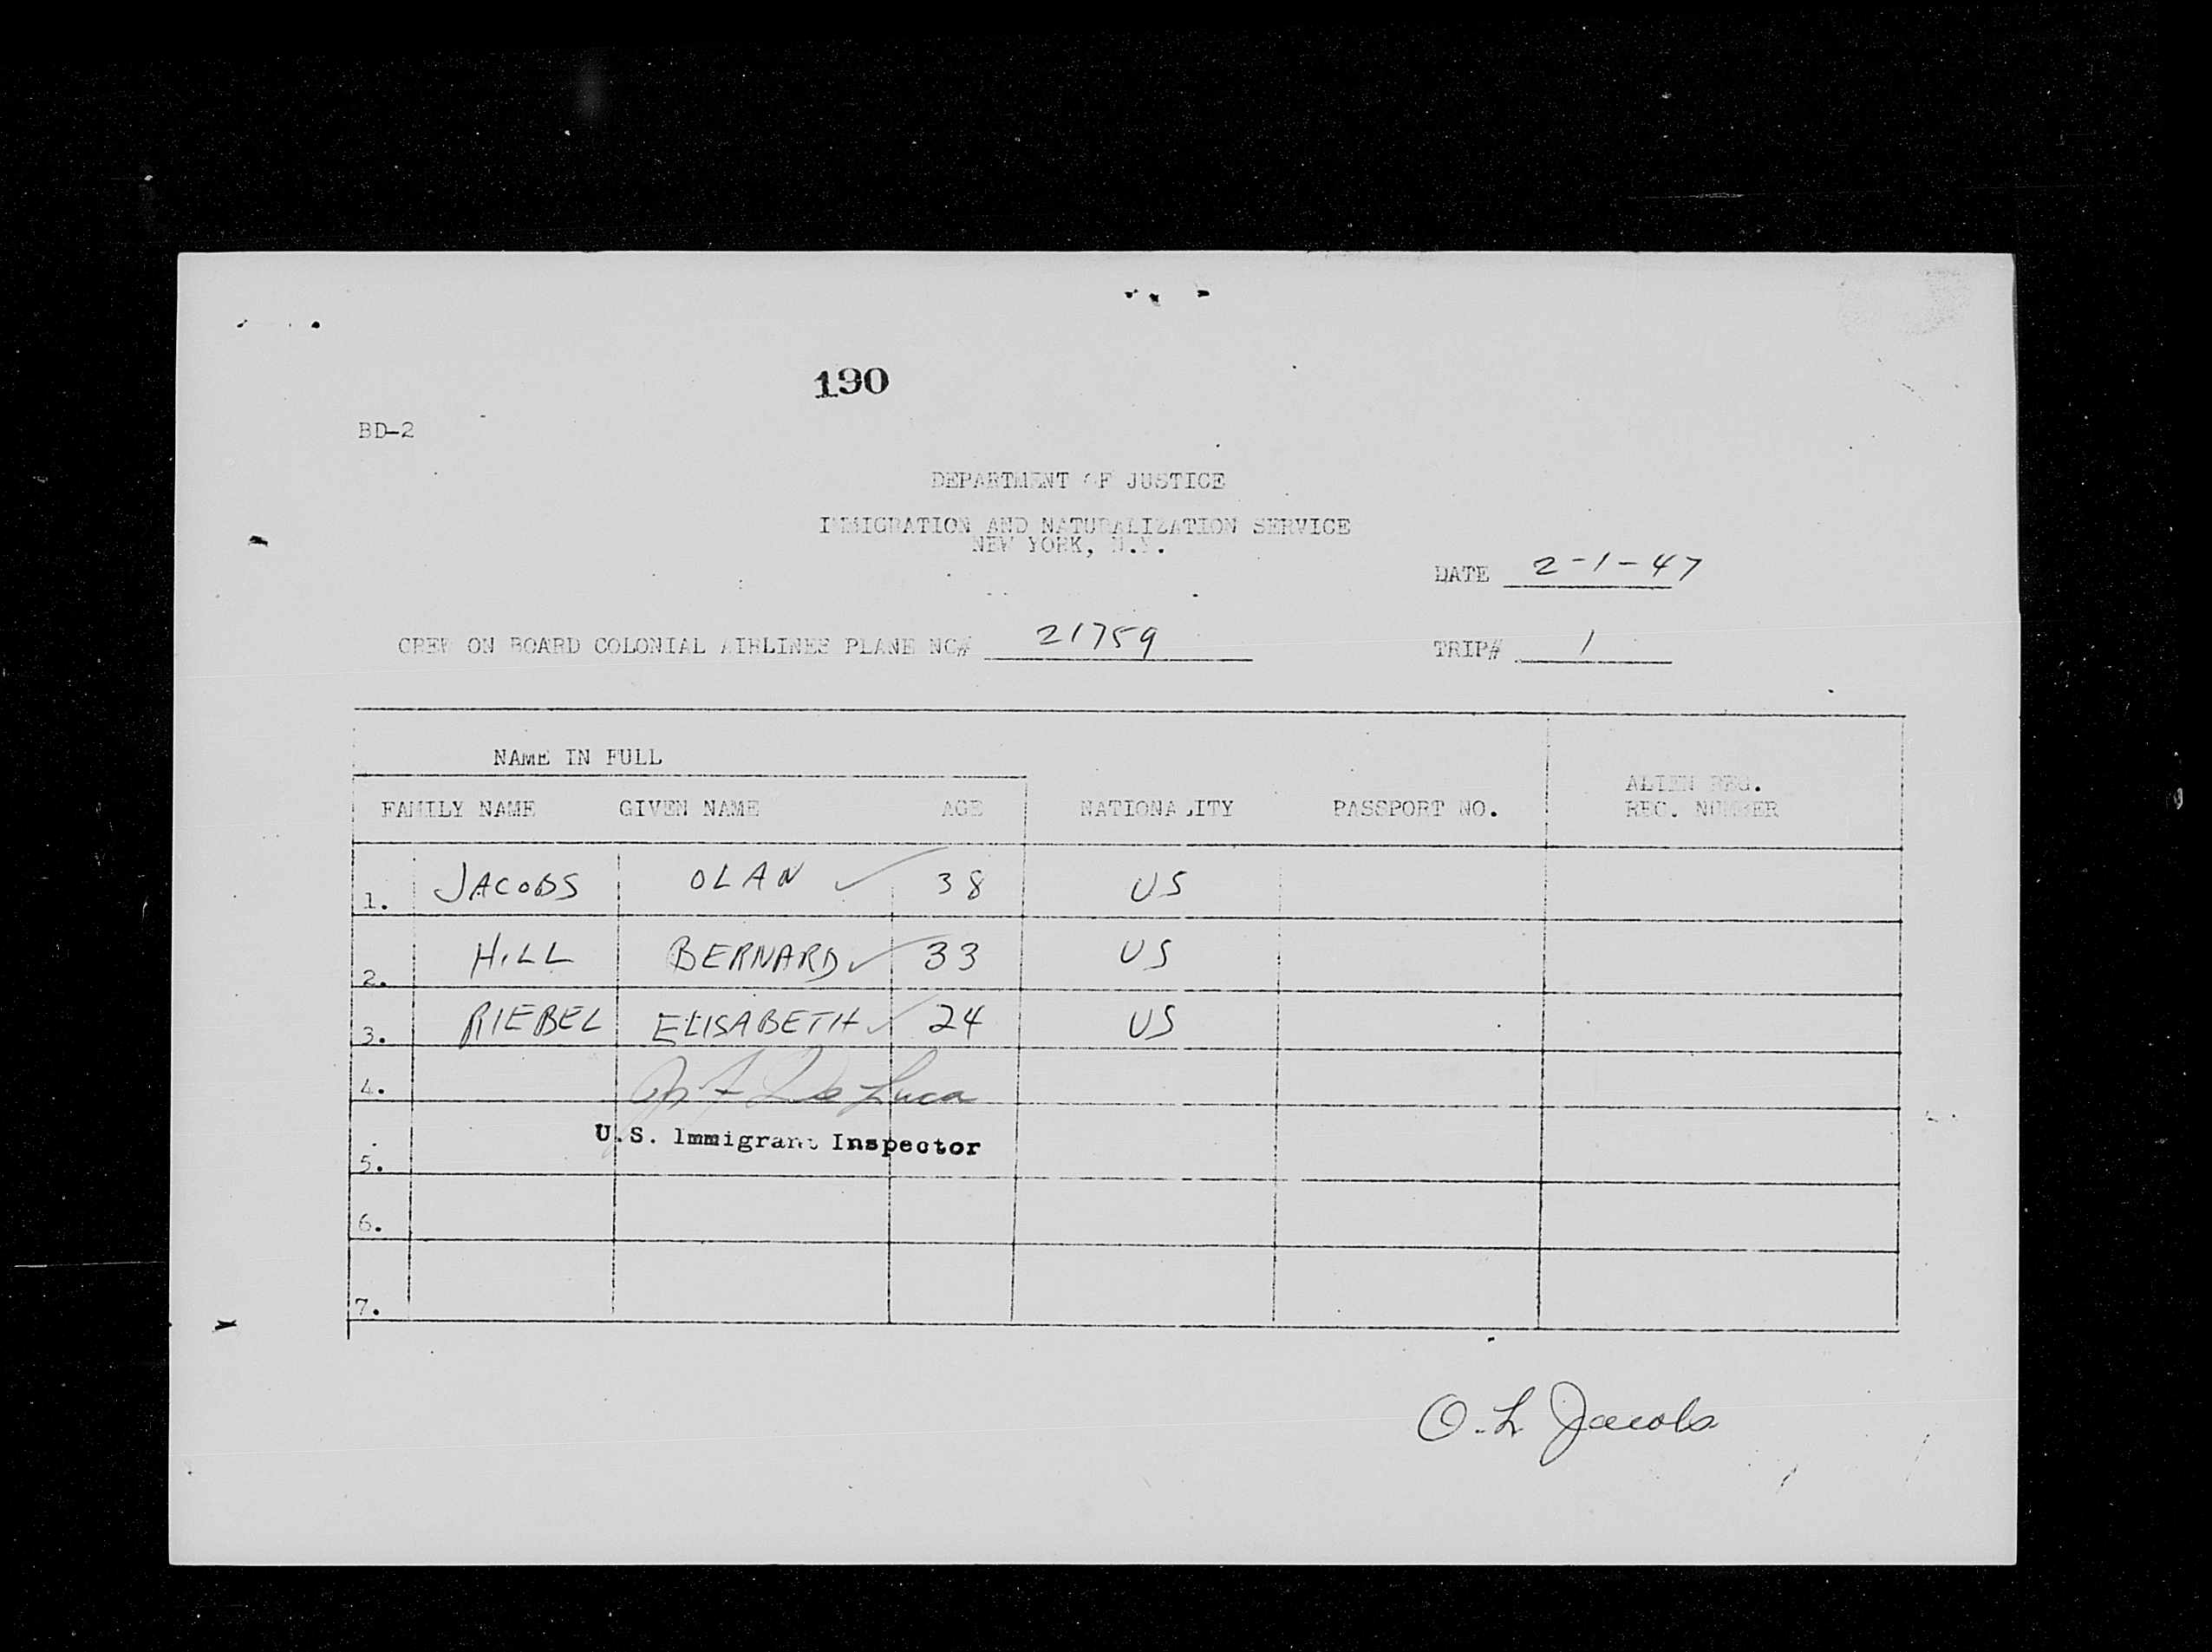 190
BD-2
DEPARTMENT OF JUSTICE
IMMIGRATION AND NATURALIZATION SERVICE
NEW YORK, N.Y.
DATE 2-1-47
CREW ON BOARD COLONIAL AIRLINES PLANE NC# 21759 TRIP# 1
NAME IN FULL
ALIEN REG.
FAMILY NAME GIVEN NAME AGE NATIONALITY PASSPORT NO. REC. NUMBER
1. JACOBS OLAN ✓ 38 US
2. HILL BERNARD ✓ 33 US
3. RIEBEL ELISABETH ✓ 24 US
4. De Luca
U.S. Immigrant Inspector
5.
6.
7.
O. L Jacobs